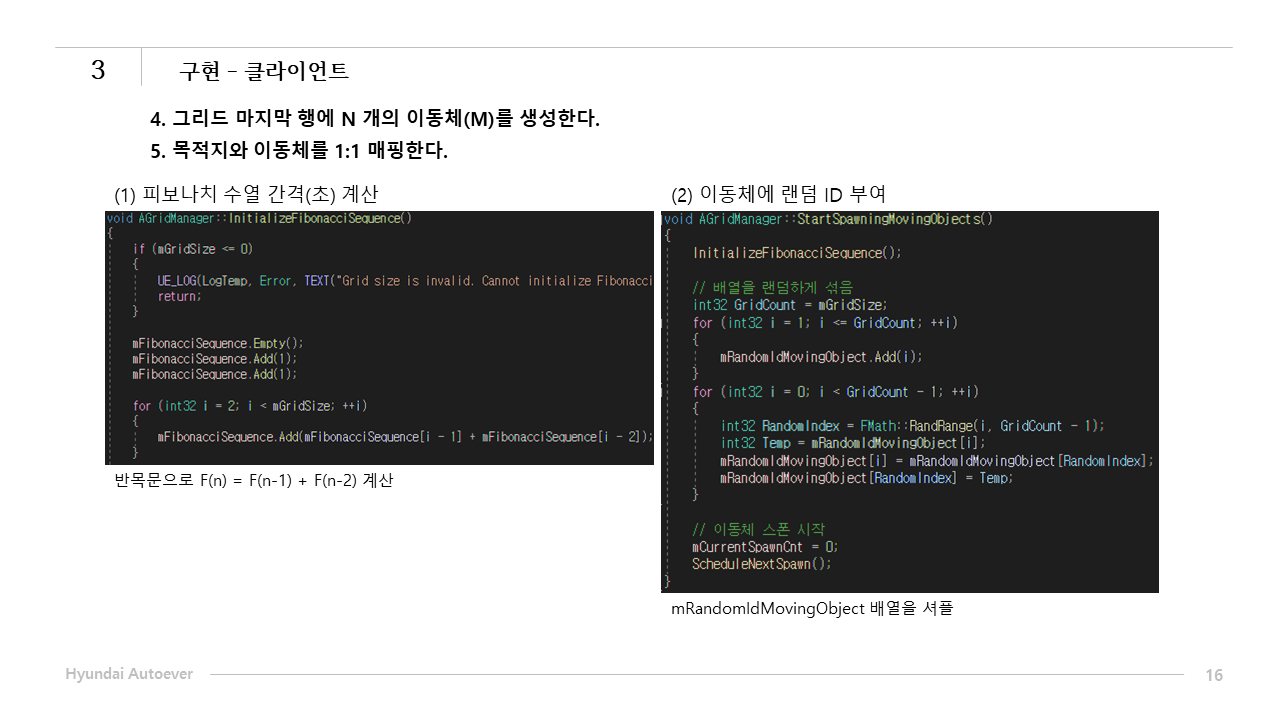 3
구현 – 클라이언트
4. 그리드 마지막 행에 N 개의 이동체(M)를 생성한다.
5. 목적지와 이동체를 1:1 매핑한다.
(1) 피보나치 수열 간격(초) 계산
void AGridManager::InitializeFibonacciSequence()
{
if (mGridSize <= 0)
{
UE_LOG(LogTemp, Error, TEXT("Grid size is invalid. Cannot initialize Fibonacci
return;
}
mFibonacciSequence.Empty();
mFibonacciSequence.Add(1);
mFibonacciSequence.Add(1);
for (int32 i = 2; i < mGridSize; ++i)
{
mFibonacciSequence.Add(mFibonacciSequence[i - 1] + mFibonacciSequence[i - 2]);
}
반목문으로 F(n) = F(n-1) + F(n-2) 계산
(2) 이동체에 랜덤 ID 부여
void AGridManager::StartSpawningMovingObjects()
{
InitializeFibonacciSequence();
// 배열을 랜덤하게 섞음
int32 GridCount = mGridSize;
for (int32 i = 1; i <= GridCount; ++i)
{
mRandomIdMovingObject.Add(i);
}
for (int32 i = 0; i < GridCount - 1; ++i)
{
int32 RandomIndex = FMath::RandRange(i, GridCount - 1);
int32 Temp = mRandomIdMovingObject[i];
mRandomIdMovingObject[i] = mRandomIdMovingObject[RandomIndex];
mRandomIdMovingObject[RandomIndex] = Temp;
}
// 이동체 스폰 시작
mCurrentSpawnCnt = 0;
ScheduleNextSpawn();
}
mRandomIdMovingObject 배열을 셔플
Hyundai Autoever
16